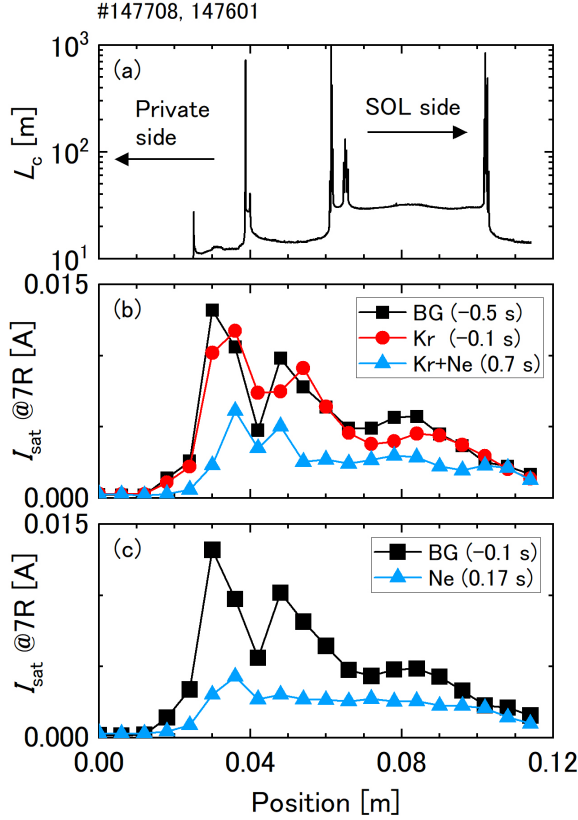 #147708, 147601
10³
(a)
Private
side
SOL side
10²
L_c [m]
10¹
0.015
(b)
BG (−0.5 s)
Kr (−0.1 s)
Kr+Ne (0.7 s)
I_sat @7R [A]
0.000
0.015
(c)
BG (−0.1 s)
Ne (0.17 s)
I_sat @7R [A]
0.000
0.00 0.04 0.08 0.12
Position [m]